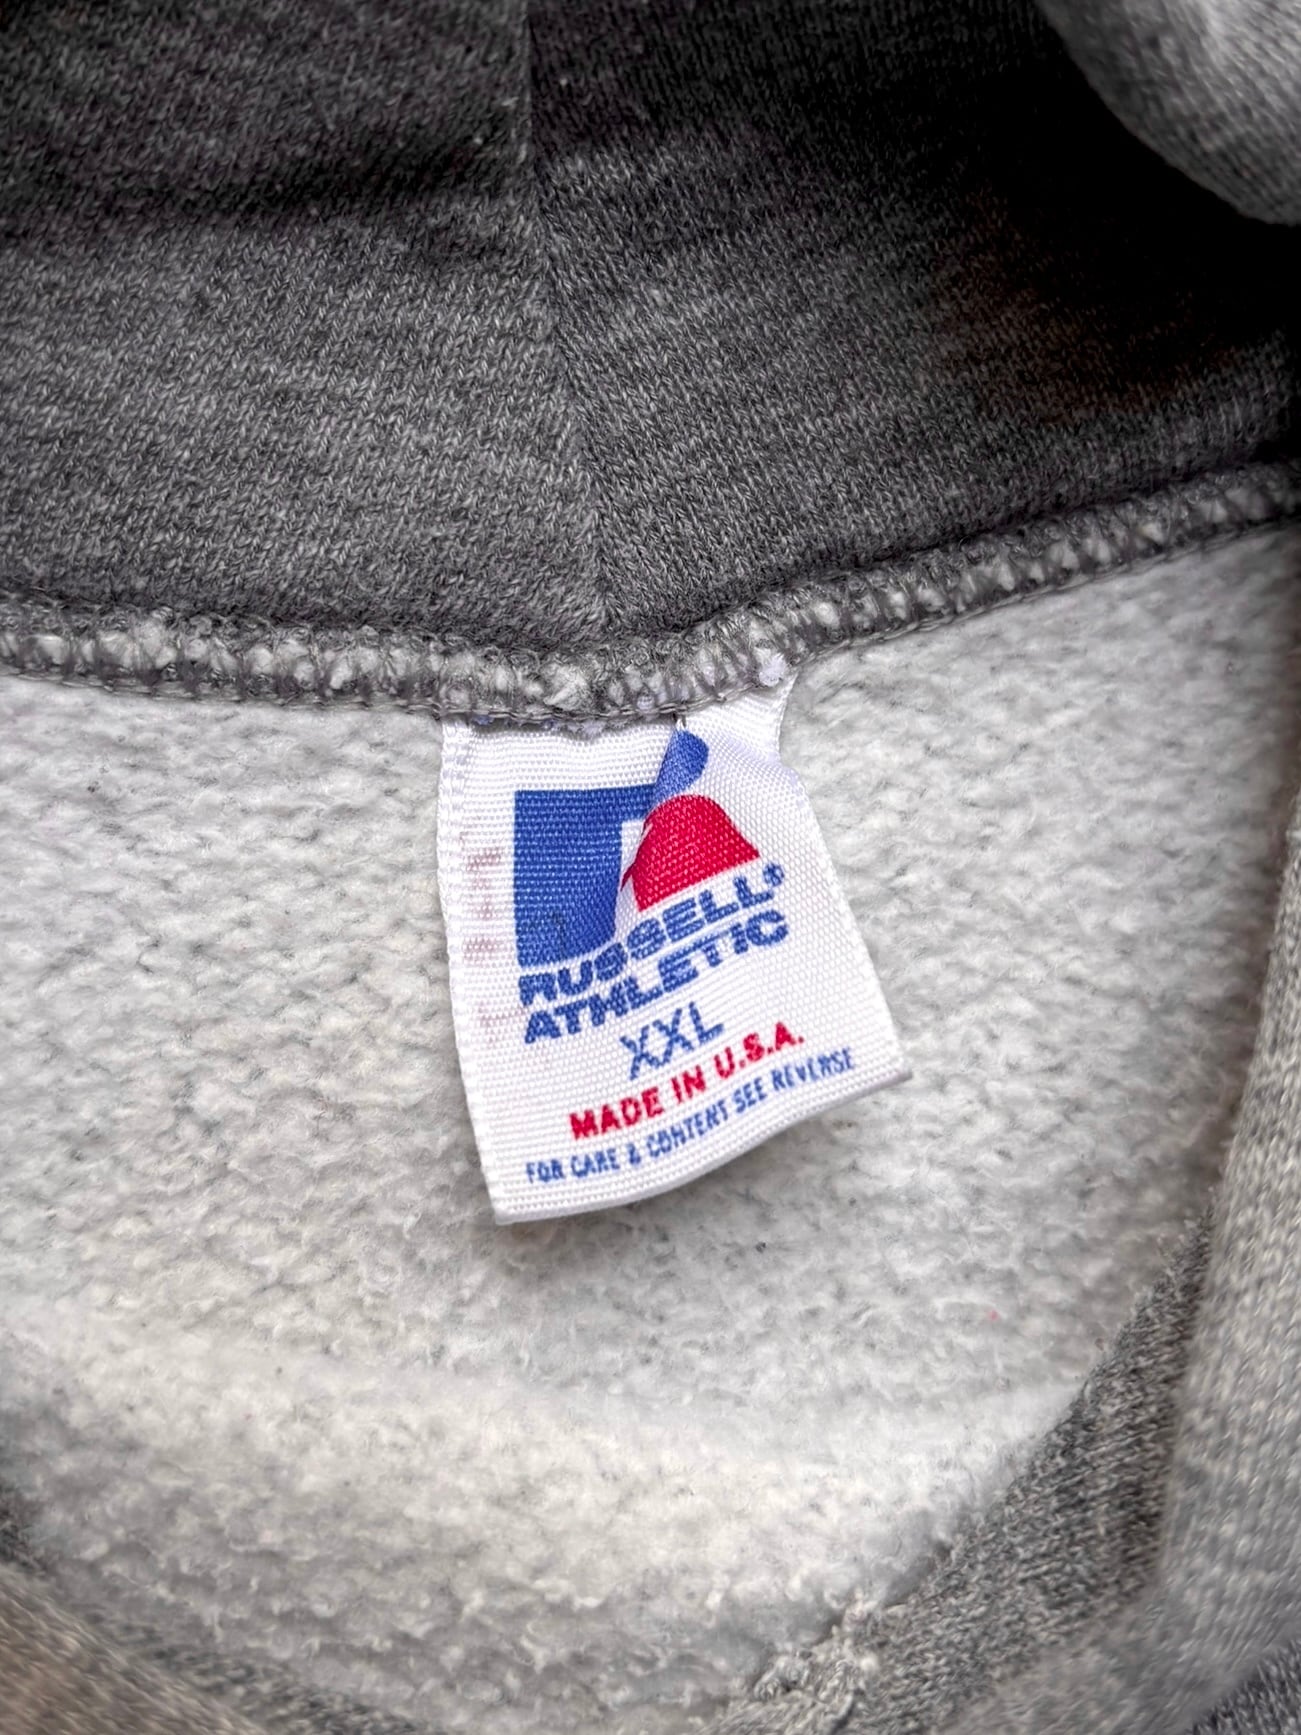 RUSSELL®
ATHLETIC
XXL
MADE IN U.S.A.
FOR CARE & CONTENT SEE REVERSE